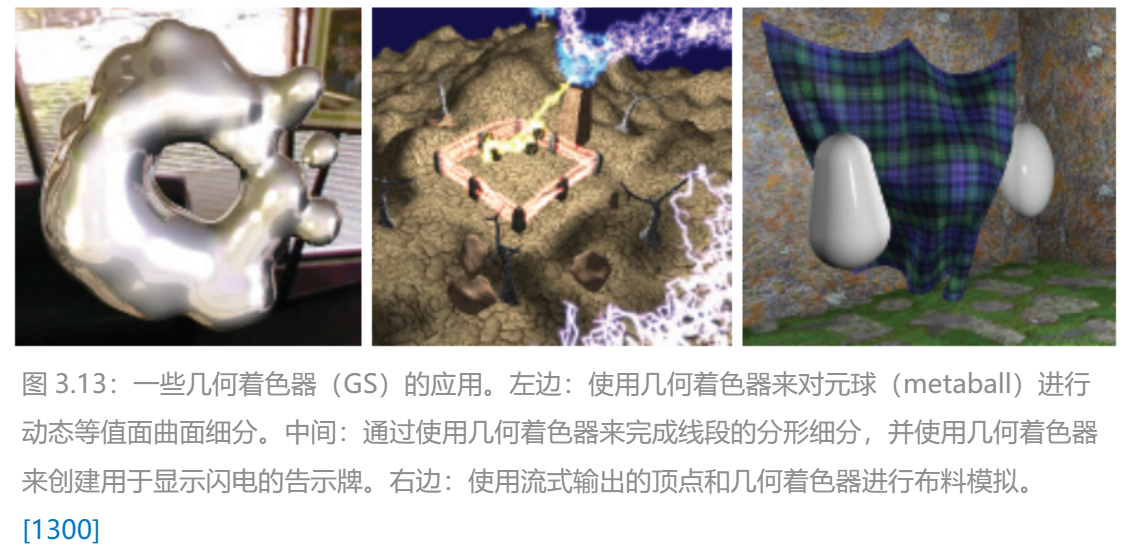 图 3.13：一些几何着色器（GS）的应用。左边：使用几何着色器来对元球（metaball）进行
动态等值面曲面细分。中间：通过使用几何着色器来完成线段的分形细分，并使用几何着色器
来创建用于显示闪电的告示牌。右边：使用流式输出的顶点和几何着色器进行布料模拟。
[1300]